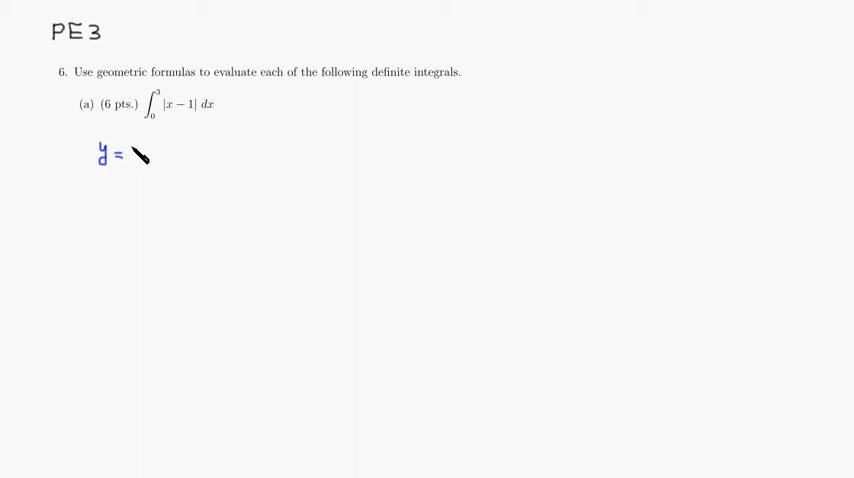 PE3
6. Use geometric formulas to evaluate each of the following definite integrals.
(a) (6 pts.) ∫₀³ |x − 1| dx
y =